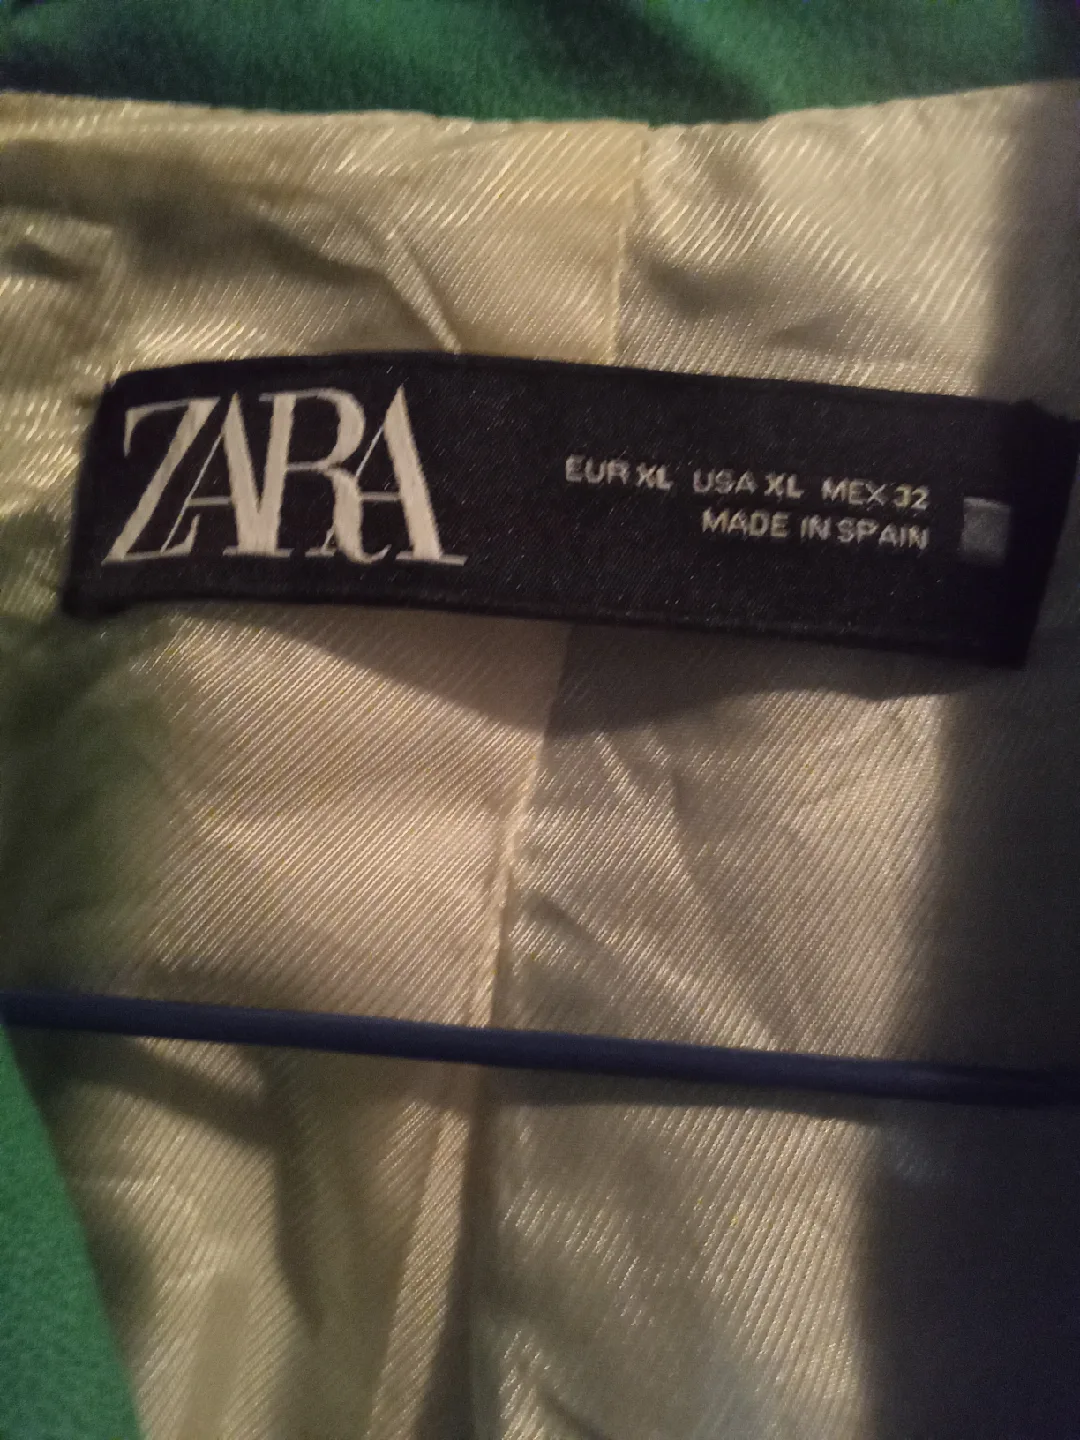 ZARA
EUR XL USA XL MEX 32
MADE IN SPAIN